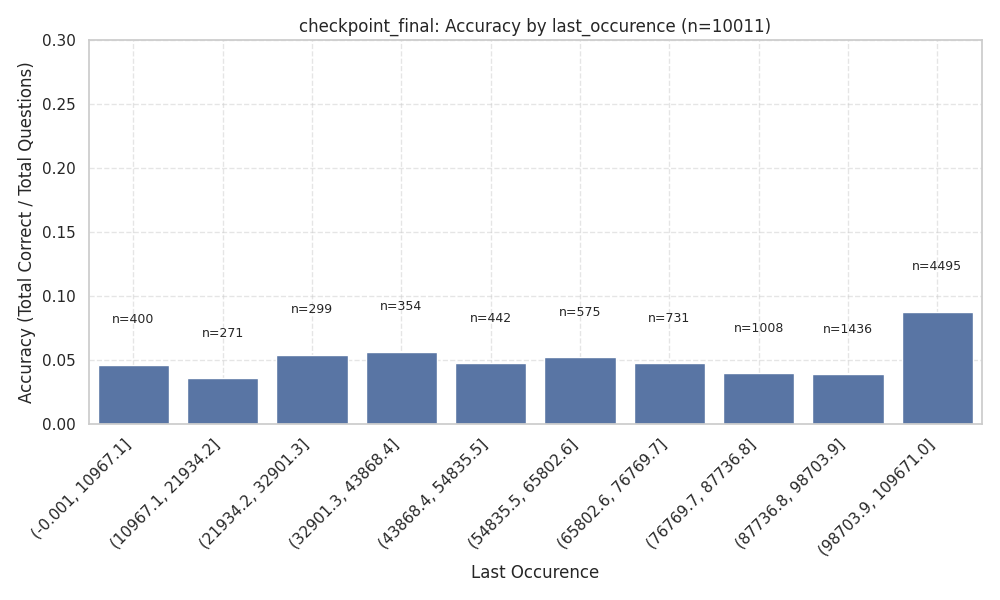 checkpoint_final: Accuracy by last_occurence (n=10011)
Accuracy (Total Correct / Total Questions)
0.30
0.25
0.20
0.15
0.10
0.05
0.00
n=400
n=271
n=299
n=354
n=442
n=575
n=731
n=1008
n=1436
n=4495
(-0.001, 10967.1]
(10967.1, 21934.2]
(21934.2, 32901.3]
(32901.3, 43868.4]
(43868.4, 54835.5]
(54835.5, 65802.6]
(65802.6, 76769.7]
(76769.7, 87736.8]
(87736.8, 98703.9]
(98703.9, 109671.0]
Last Occurence